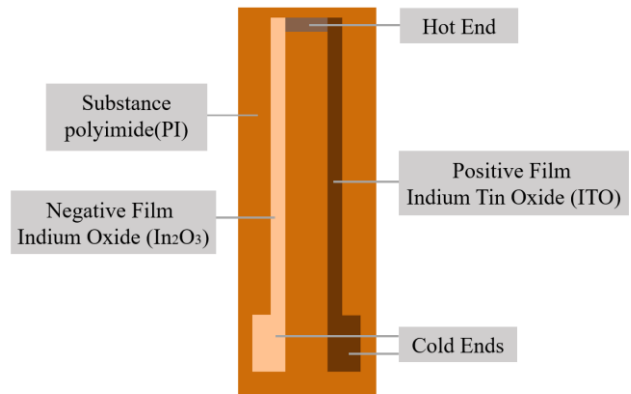 Hot End
Substance
polyimide(PI)
Positive Film
Indium Tin Oxide (ITO)
Negative Film
Indium Oxide (In₂O₃)
Cold Ends